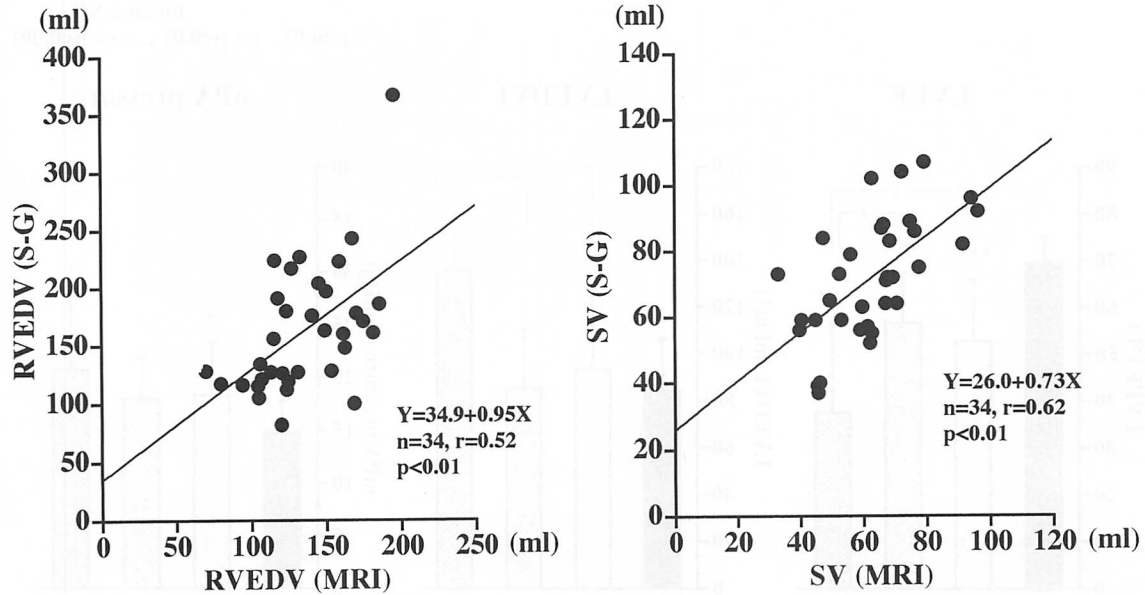 (ml)
400
350
300
250
200
150
100
50
0
RVEDV (S-G)
0 50 100 150 200 250 (ml)
RVEDV (MRI)
Y=34.9+0.95X
n=34, r=0.52
p<0.01
(ml)
140
120
100
80
60
40
20
0
SV (S-G)
0 20 40 60 80 100 120 (ml)
SV (MRI)
Y=26.0+0.73X
n=34, r=0.62
p<0.01